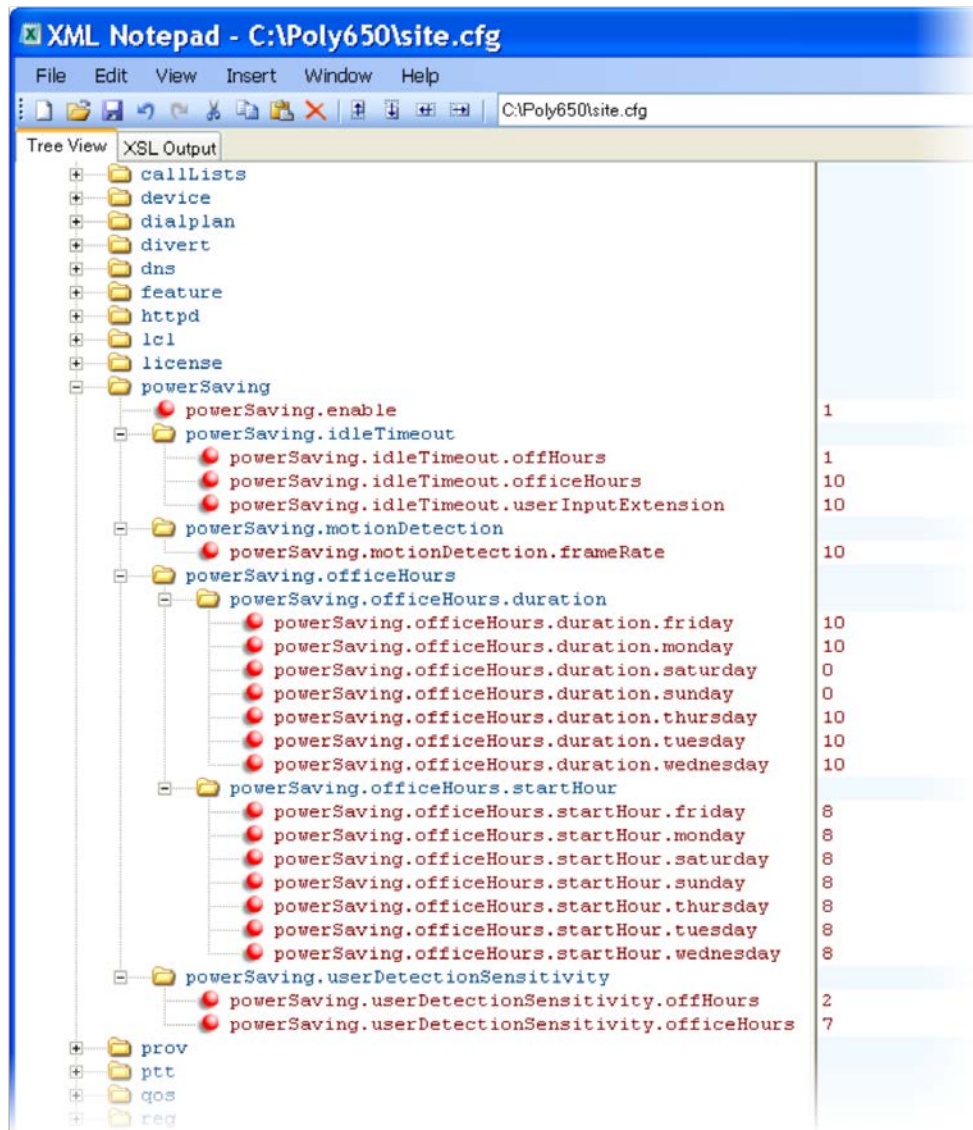 XML Notepad - C:\Poly650\site.cfg
File Edit View Insert Window Help
C:\Poly650\site.cfg
Tree View XSL Output
callLists
device
dialplan
divert
dns
feature
httpd
lcl
license
powerSaving
powerSaving.enable 1
powerSaving.idleTimeout
powerSaving.idleTimeout.offHours 1
powerSaving.idleTimeout.officeHours 10
powerSaving.idleTimeout.userInputExtension 10
powerSaving.motionDetection
powerSaving.motionDetection.frameRate 10
powerSaving.officeHours
powerSaving.officeHours.duration
powerSaving.officeHours.duration.friday 10
powerSaving.officeHours.duration.monday 10
powerSaving.officeHours.duration.saturday 0
powerSaving.officeHours.duration.sunday 0
powerSaving.officeHours.duration.thursday 10
powerSaving.officeHours.duration.tuesday 10
powerSaving.officeHours.duration.wednesday 10
powerSaving.officeHours.startHour
powerSaving.officeHours.startHour.friday 8
powerSaving.officeHours.startHour.monday 8
powerSaving.officeHours.startHour.saturday 8
powerSaving.officeHours.startHour.sunday 8
powerSaving.officeHours.startHour.thursday 8
powerSaving.officeHours.startHour.tuesday 8
powerSaving.officeHours.startHour.wednesday 8
powerSaving.userDetectionSensitivity
powerSaving.userDetectionSensitivity.offHours 2
powerSaving.userDetectionSensitivity.officeHours 7
prov
ptt
qos
reg